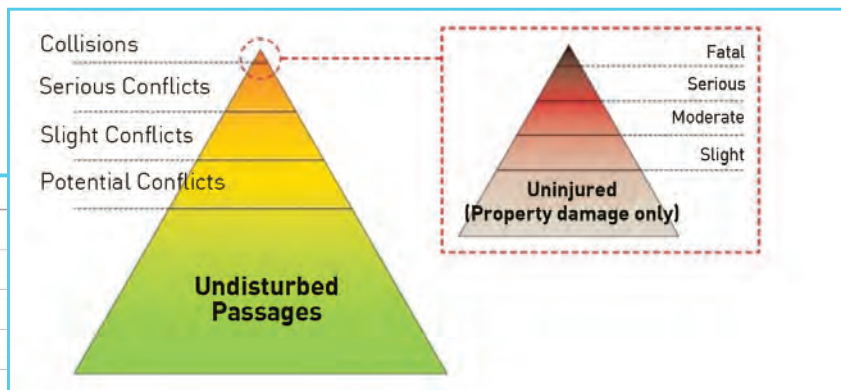 Collisions
Serious Conflicts
Slight Conflicts
Potential Conflicts
Undisturbed
Passages
Fatal
Serious
Moderate
Slight
Uninjured
(Property damage only)